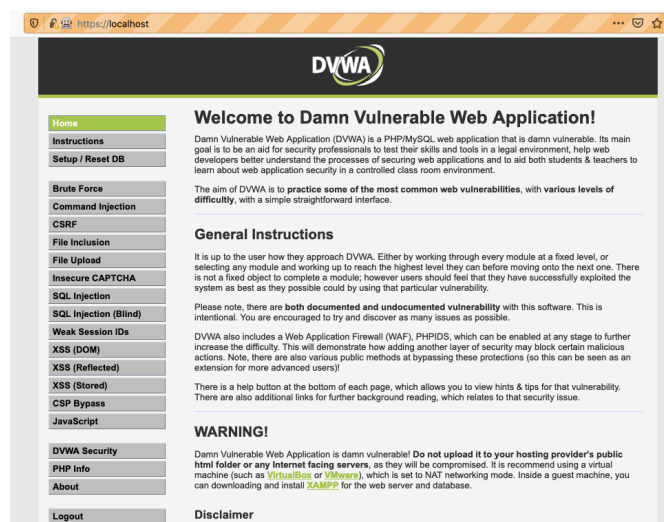 https://localhost
DVWA
Home
Instructions
Setup / Reset DB
Brute Force
Command Injection
CSRF
File Inclusion
File Upload
Insecure CAPTCHA
SQL Injection
SQL Injection (Blind)
Weak Session IDs
XSS (DOM)
XSS (Reflected)
XSS (Stored)
CSP Bypass
JavaScript
DVWA Security
PHP Info
About
Logout
Welcome to Damn Vulnerable Web Application!
Damn Vulnerable Web Application (DVWA) is a PHP/MySQL web application that is damn vulnerable. Its main
goal is to be an aid for security professionals to test their skills and tools in a legal environment, help web
developers better understand the processes of securing web applications and to aid both students & teachers to
learn about web application security in a controlled class room environment.
The aim of DVWA is to practice some of the most common web vulnerabilities, with various levels of
difficultly, with a simple straightforward interface.
General Instructions
It is up to the user how they approach DVWA. Either by working through every module at a fixed level, or
selecting any module and working up to reach the highest level they can before moving onto the next one. There
is not a fixed object to complete a module; however users should feel that they have successfully exploited the
system as best as they possible could by using that particular vulnerability.
Please note, there are both documented and undocumented vulnerability with this software. This is
intentional. You are encouraged to try and discover as many issues as possible.
DVWA also includes a Web Application Firewall (WAF), PHPIDS, which can be enabled at any stage to further
increase the difficulty. This will demonstrate how adding another layer of security may block certain malicious
actions. Note, there are also various public methods at bypassing these protections (so this can be seen as an
extension for more advanced users)!
There is a help button at the bottom of each page, which allows you to view hints & tips for that vulnerability.
There are also additional links for further background reading, which relates to that security issue.
WARNING!
Damn Vulnerable Web Application is damn vulnerable! Do not upload it to your hosting provider's public
html folder or any Internet facing servers, as they will be compromised. It is recommend using a virtual
machine (such as VirtualBox or VMware), which is set to NAT networking mode. Inside a guest machine, you
can downloading and install XAMPP for the web server and database.
Disclaimer